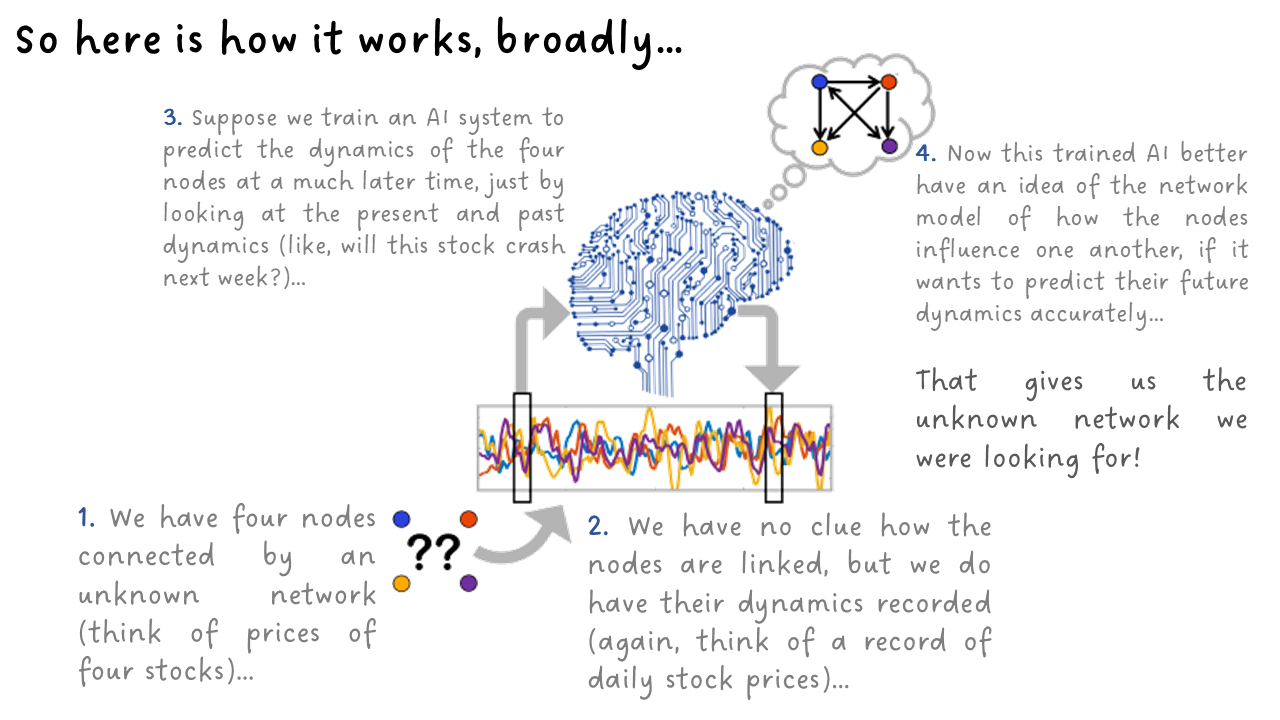 So here is how it works, broadly...
3. Suppose we train an AI system to
predict the dynamics of the four
nodes at a much later time, just by
looking at the present and past
dynamics (like, will this stock crash
next week?)...
4. Now this trained AI better
have an idea of the network
model of how the nodes
influence one another, if it
wants to predict their future
dynamics accurately...
That gives us the
unknown network we
were looking for!
1. We have four nodes
connected by an
unknown network
(think of prices of
four stocks)...
??
2. We have no clue how the
nodes are linked, but we do
have their dynamics recorded
(again, think of a record of
daily stock prices)...